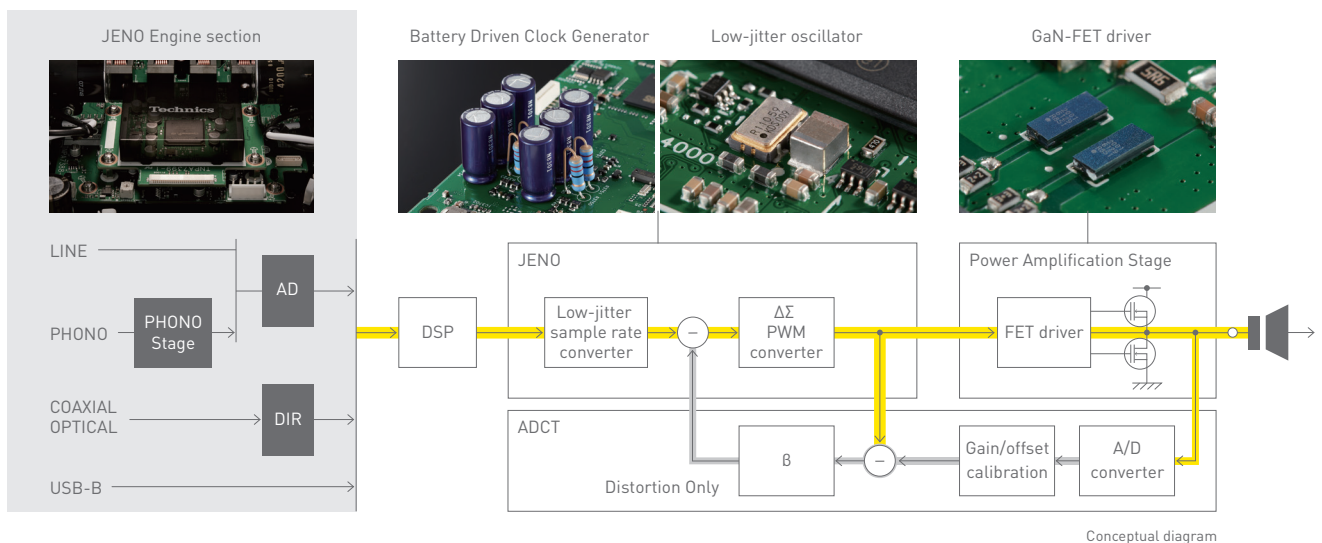 JENO Engine section
Battery Driven Clock Generator
Low-jitter oscillator
GaN-FET driver
Technics
4000
LINE
AD
PHONO
PHONO
Stage
COAXIAL
OPTICAL
DIR
USB-B
DSP
JENO
Low-jitter
sample rate
converter
−
ΔΣ
PWM
converter
Power Amplification Stage
FET driver
ADCT
Distortion Only
β
−
Gain/offset
calibration
A/D
converter
Conceptual diagram